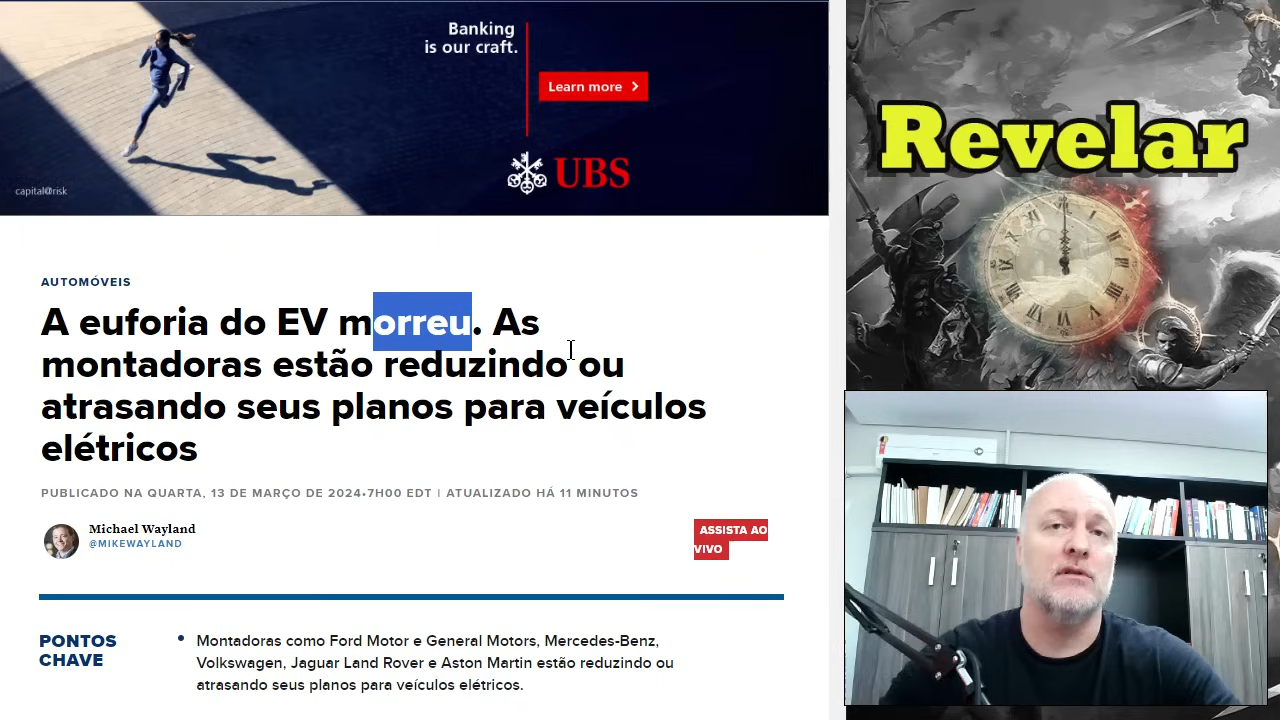 Banking
is our craft.
Learn more
capital@risk
UBS
AUTOMÓVEIS
A euforia do EV morreu. As
montadoras estão reduzindo ou
atrasando seus planos para veículos
elétricos
PUBLICADO NA QUARTA, 13 DE MARÇO DE 2024•7H00 EDT | ATUALIZADO HÁ 11 MINUTOS
Michael Wayland
@MIKEWAYLAND
ASSISTA AO
VIVO
PONTOS
CHAVE
• Montadoras como Ford Motor e General Motors, Mercedes-Benz,
Volkswagen, Jaguar Land Rover e Aston Martin estão reduzindo ou
atrasando seus planos para veículos elétricos.
Revelar